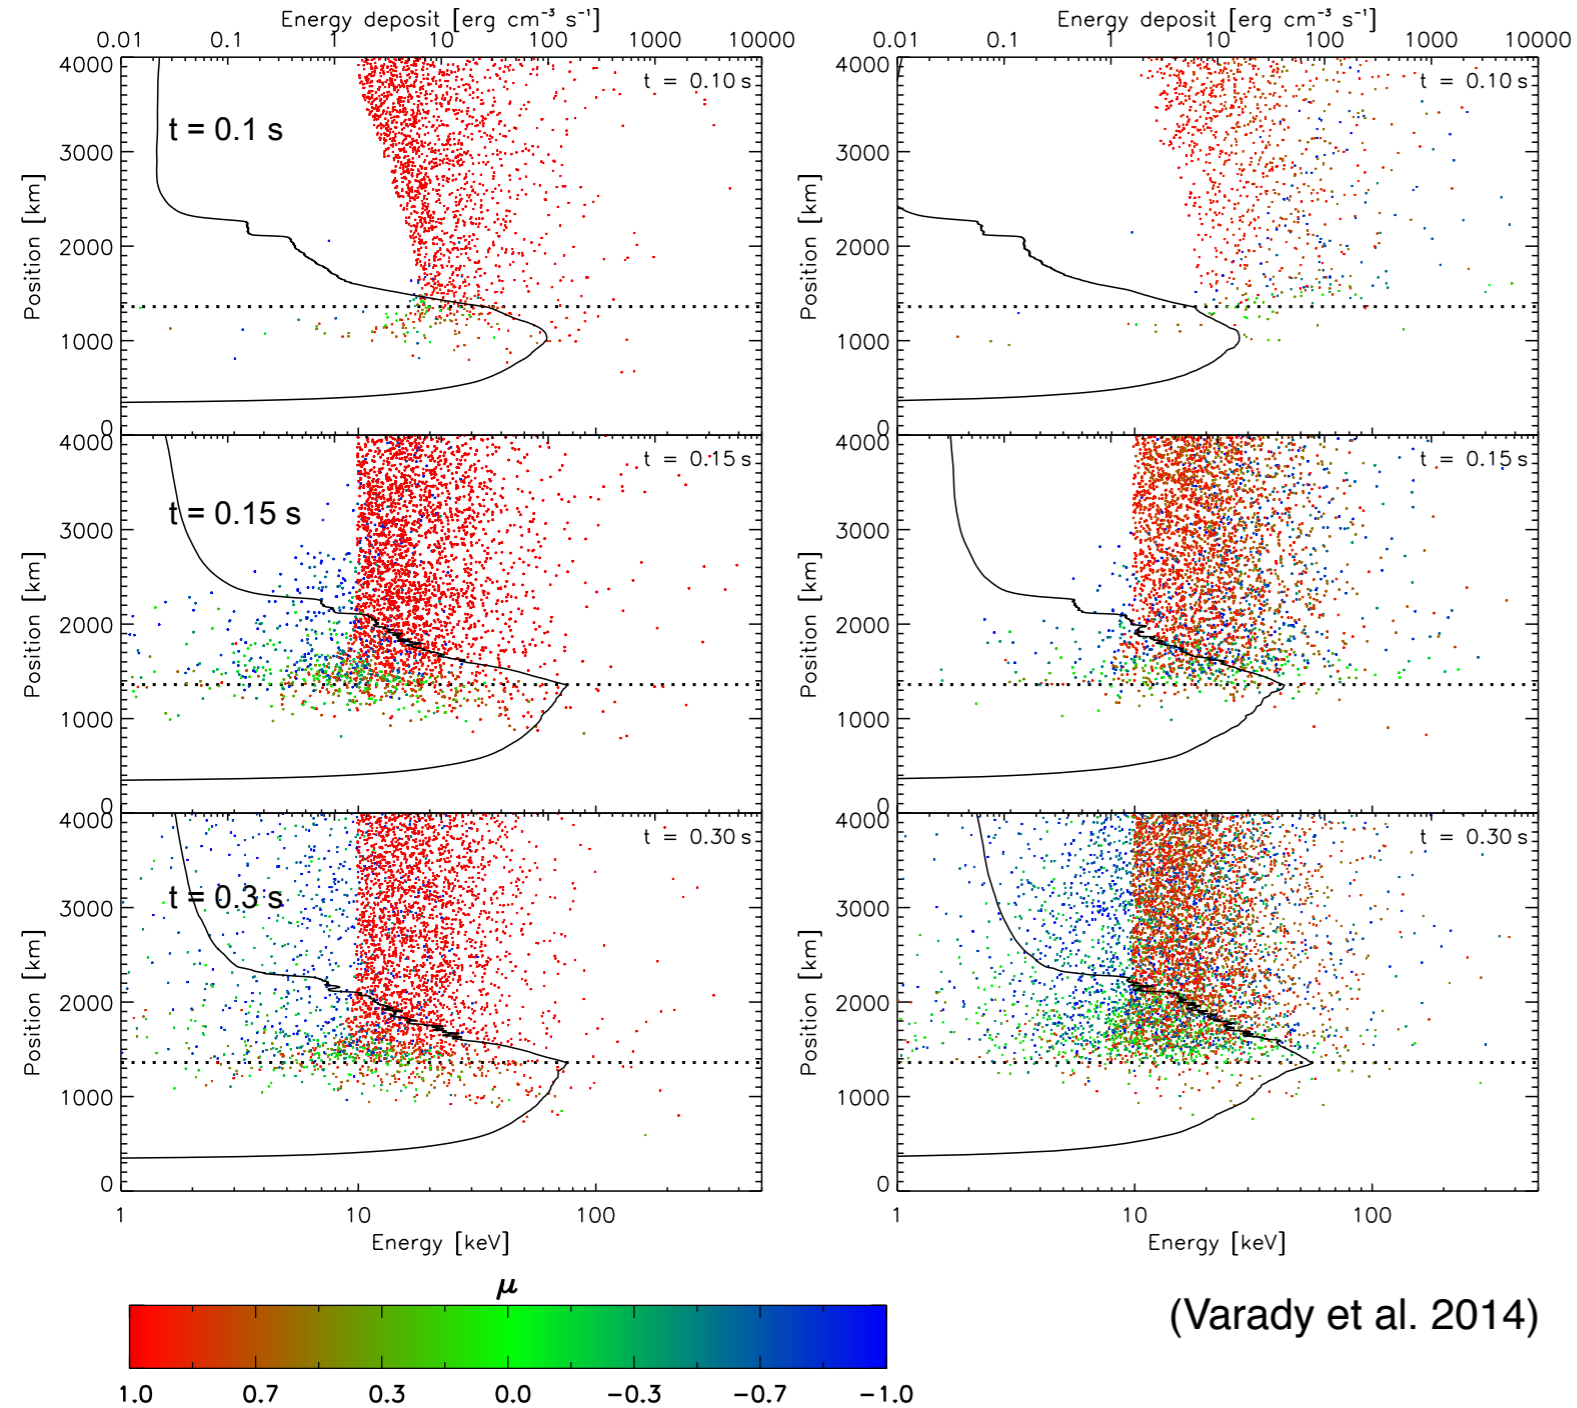 Energy deposit [erg cm⁻³ s⁻¹]
Energy deposit [erg cm⁻³ s⁻¹]
0.01 0.1 1 10 100 1000 10000
0.01 0.1 1 10 100 1000 10000
4000
3000
2000
1000
0
Position [km]
t = 0.10 s
t = 0.1 s
4000
3000
2000
1000
0
Position [km]
t = 0.10 s
4000
3000
2000
1000
0
Position [km]
t = 0.15 s
t = 0.15 s
4000
3000
2000
1000
0
Position [km]
t = 0.15 s
4000
3000
2000
1000
0
Position [km]
t = 0.30 s
t = 0.3 s
4000
3000
2000
1000
0
Position [km]
t = 0.30 s
1 10 100
1 10 100
Energy [keV]
Energy [keV]
μ
1.0 0.7 0.3 0.0 −0.3 −0.7 −1.0
(Varady et al. 2014)